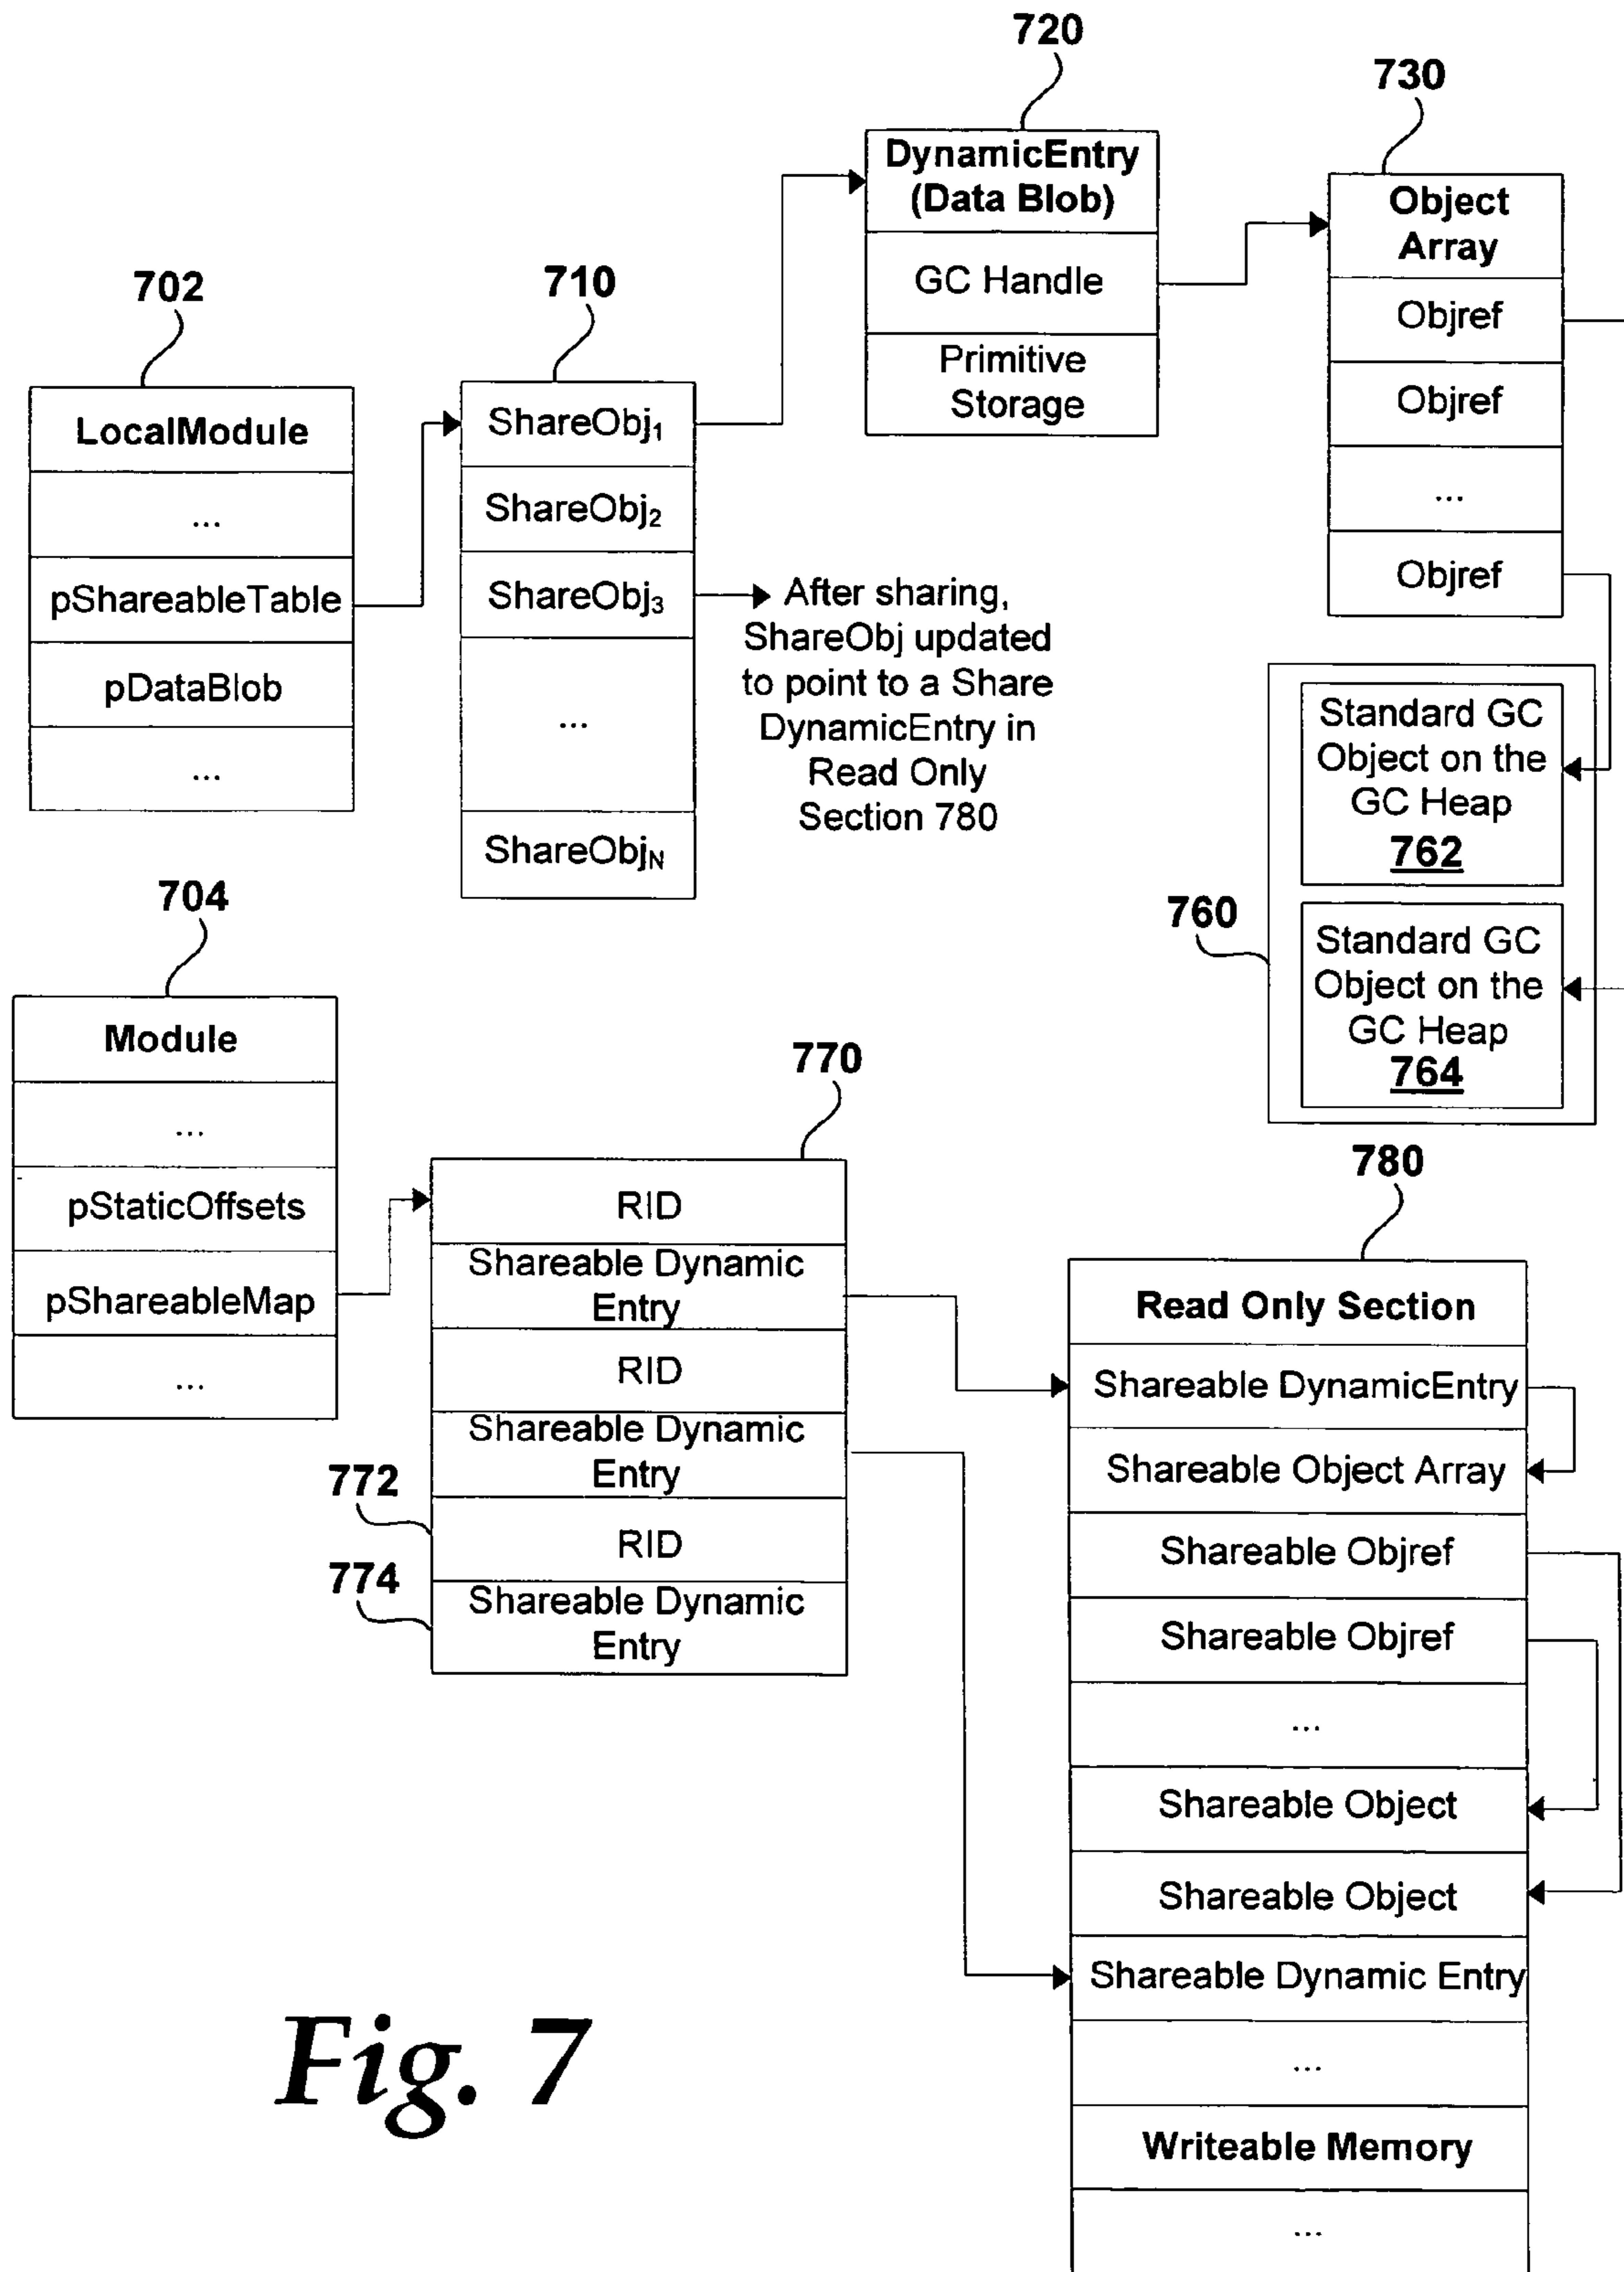 720
DynamicEntry
(Data Blob)
GC Handle
Primitive
Storage
730
Object
Array
Objref
Objref
...
Objref
702
LocalModule
...
pShareableTable
pDataBlob
...
710
ShareObj1
ShareObj2
ShareObj3
...
ShareObjN
After sharing,
ShareObj updated
to point to a Share
DynamicEntry in
Read Only
Section 780
760
Standard GC
Object on the
GC Heap
762
Standard GC
Object on the
GC Heap
764
704
Module
...
pStaticOffsets
pShareableMap
...
770
RID
Shareable Dynamic
Entry
RID
Shareable Dynamic
Entry
772
RID
774
Shareable Dynamic
Entry
780
Read Only Section
Shareable DynamicEntry
Shareable Object Array
Shareable Objref
Shareable Objref
...
Shareable Object
Shareable Object
Shareable Dynamic Entry
...
Writeable Memory
...
Fig. 7